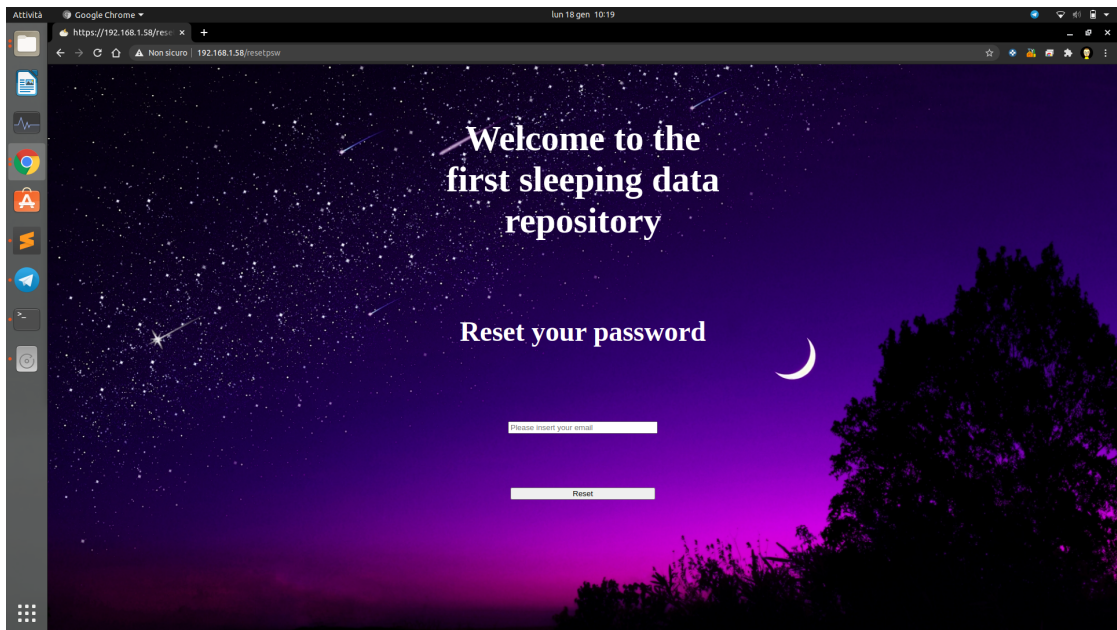 Attività
Google Chrome
lun 18 gen 10:19
https://192.168.1.58/rese
Non sicuro
192.168.1.58/resetpsw
Welcome to the
first sleeping data
repository
Reset your password
Please insert your email
Reset